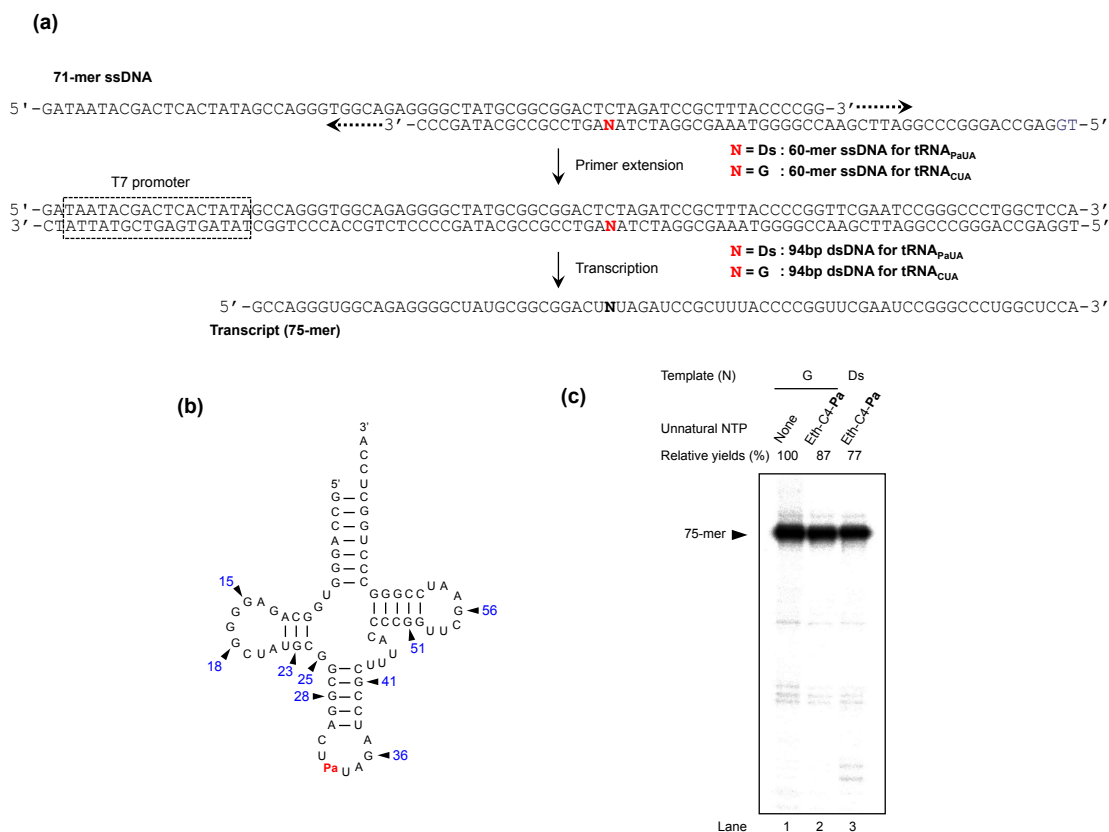 (a)
71-mer ssDNA
5'-GATAATACGACTCACTATAGCCAGGGTGGCAGAGGGGCTATGCGGCGGACTCTAGATCCGCTTTACCCCGG-3'
3'-CCCGATACGCCGCCTGANATCTAGGCGAAATGGGGCCAAGCTTAGGCCCGGGACCGAGGT-5'
Primer extension
N = Ds : 60-mer ssDNA for tRNAPaUA
N = G : 60-mer ssDNA for tRNACUA
T7 promoter
5'-GATAATACGACTCACTATAGCCAGGGTGGCAGAGGGGCTATGCGGCGGACTCTAGATCCGCTTTACCCCGGTTCGAATCCGGGCCCTGGCTCCA-3'
3'-CTATTATGCTGAGTGATATCGGTCCCACCGTCTCCCCGATACGCCGCCTGANATCTAGGCGAAATGGGGCCAAGCTTAGGCCCGGGACCGAGGT-5'
Transcription
N = Ds : 94bp dsDNA for tRNAPaUA
N = G : 94bp dsDNA for tRNACUA
5'-GCCAGGGUGGCAGAGGGGCUAUGCGGCGGACUNUAGAUCCGCUUUACCCCGGUUCGAAUCCGGGCCCUGGCUCCA-3'
Transcript (75-mer)
(b)
3'
A
C
C
U
C
G
G
U
C
C
C
5'
G
C
C
A
G
G
G
U
G
G
C
A
G
A
G
G
G
G
C
U
A
U
G
C
G
G
C
G
G
A
C
U
Pa
U
A
G
A
U
C
C
G
C
U
U
U
A
C
C
C
C
G
G
U
U
C
G
A
A
U
C
C
G
G
G
15
18
23
25
28
36
41
51
56
(c)
Template (N) G Ds
Unnatural NTP None Eth-C4-Pa Eth-C4-Pa
Relative yields (%) 100 87 77
75-mer
Lane 1 2 3